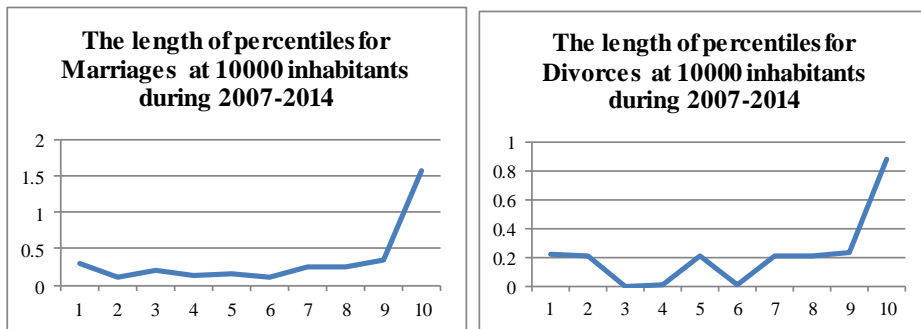 The length of percentiles for
Marriages at 10000 inhabitants
during 2007-2014
2
1.5
1
0.5
0
1 2 3 4 5 6 7 8 9 10
The length of percentiles for
Divorces at 10000 inhabitants
during 2007-2014
1
0.8
0.6
0.4
0.2
0
1 2 3 4 5 6 7 8 9 10